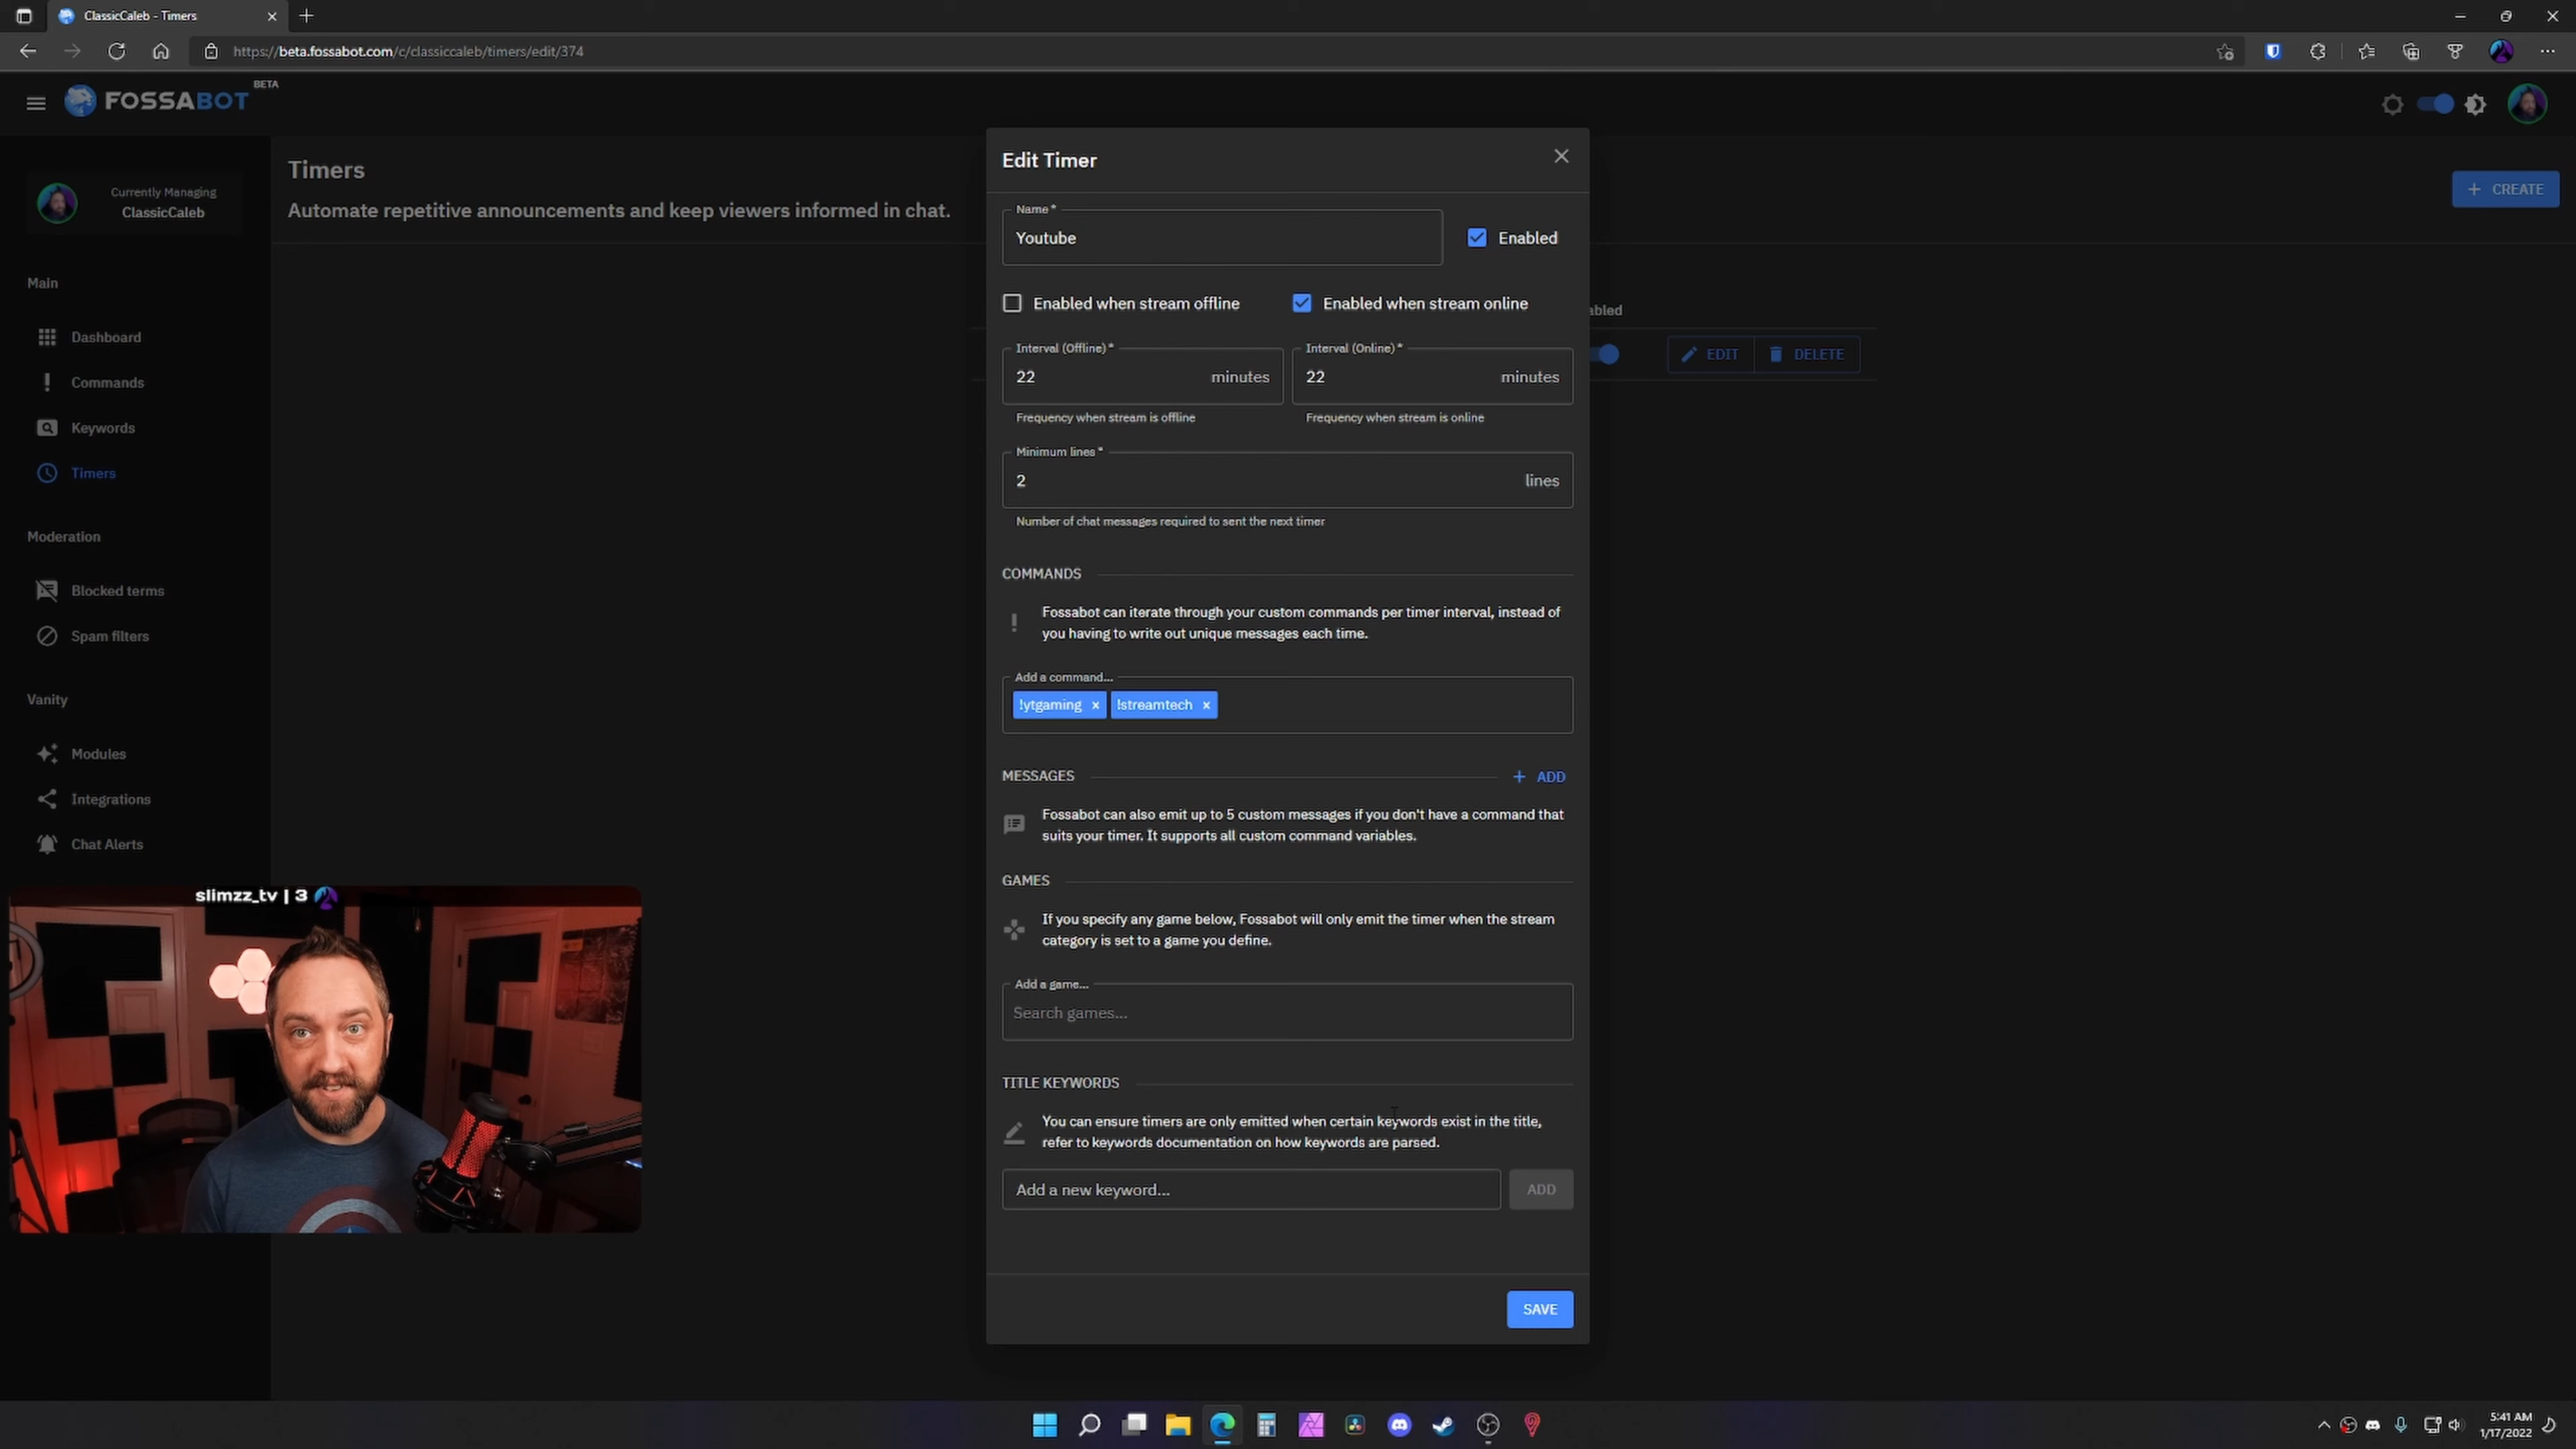 ClassicCaleb - Timers
https://beta.fossabot.com/c/classiccaleb/timers/edit/374
FOSSABOT BETA
Currently Managing
ClassicCaleb
Main
Dashboard
Commands
Keywords
Timers
Moderation
Blocked terms
Spam filters
Vanity
Modules
Integrations
Chat Alerts
Timers
Automate repetitive announcements and keep viewers informed in chat.
+ CREATE
abled
EDIT
DELETE
Edit Timer
Name *
Youtube
Enabled
Enabled when stream offline
Enabled when stream online
Interval (Offline) *
22 minutes
Frequency when stream is offline
Interval (Online) *
22 minutes
Frequency when stream is online
Minimum lines *
2 lines
Number of chat messages required to sent the next timer
COMMANDS
Fossabot can iterate through your custom commands per timer interval, instead of
you having to write out unique messages each time.
Add a command...
!ytgaming × !streamtech ×
MESSAGES + ADD
Fossabot can also emit up to 5 custom messages if you don't have a command that
suits your timer. It supports all custom command variables.
GAMES
If you specify any game below, Fossabot will only emit the timer when the stream
category is set to a game you define.
Add a game...
Search games...
TITLE KEYWORDS
You can ensure timers are only emitted when certain keywords exist in the title,
refer to keywords documentation on how keywords are parsed.
Add a new keyword... ADD
SAVE
slimzz_tv | 3
5:41 AM
1/17/2022